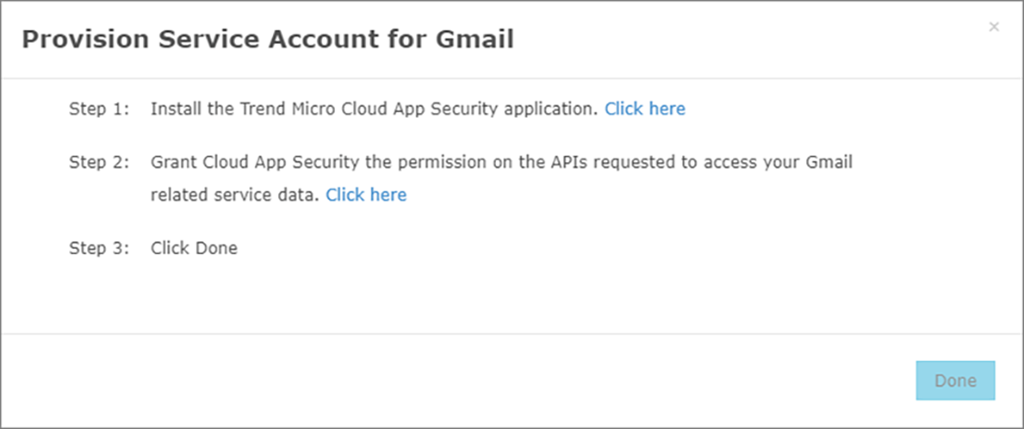 Provision Service Account for Gmail
×
Step 1: Install the Trend Micro Cloud App Security application. Click here
Step 2: Grant Cloud App Security the permission on the APIs requested to access your Gmail
related service data. Click here
Step 3: Click Done
Done